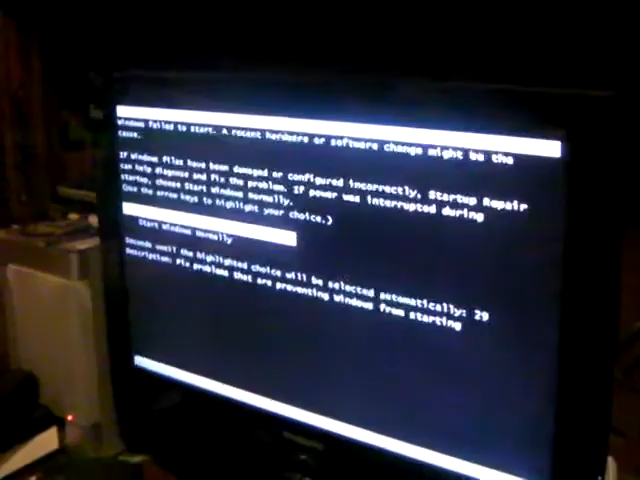 Windows failed to start. A recent hardware or software change might be the
cause.
If Windows files have been damaged or configured incorrectly, Startup Repair
can help diagnose and fix the problem. If power was interrupted during
startup, choose Start Windows Normally.
(Use the arrow keys to highlight your choice.)
Start Windows Normally
Seconds until the highlighted choice will be selected automatically: 29
Description: Fix problems that are preventing Windows from starting